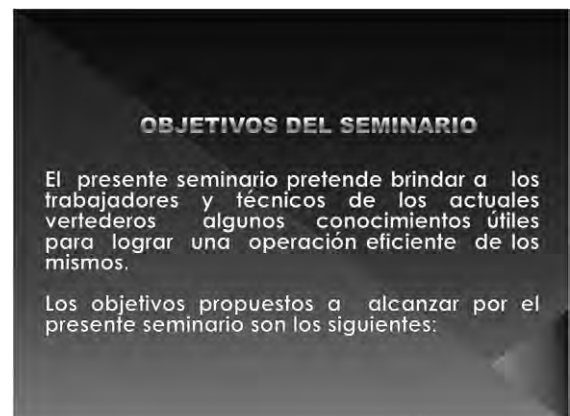 OBJETIVOS DEL SEMINARIO
El presente seminario pretende brindar a los
trabajadores y técnicos de los actuales
vertederos algunos conocimientos útiles
para lograr una operación eficiente de los
mismos.
Los objetivos propuestos a alcanzar por el
presente seminario son los siguientes: